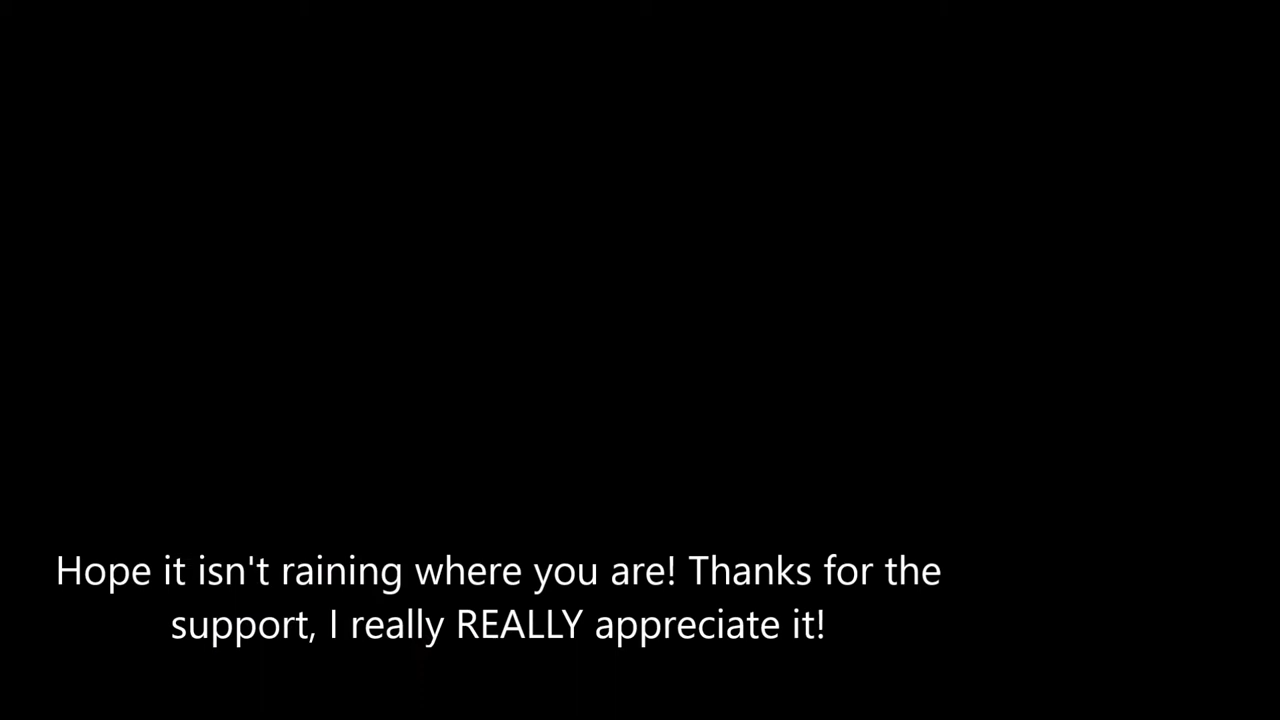 Hope it isn't raining where you are! Thanks for the
support, I really REALLY appreciate it!